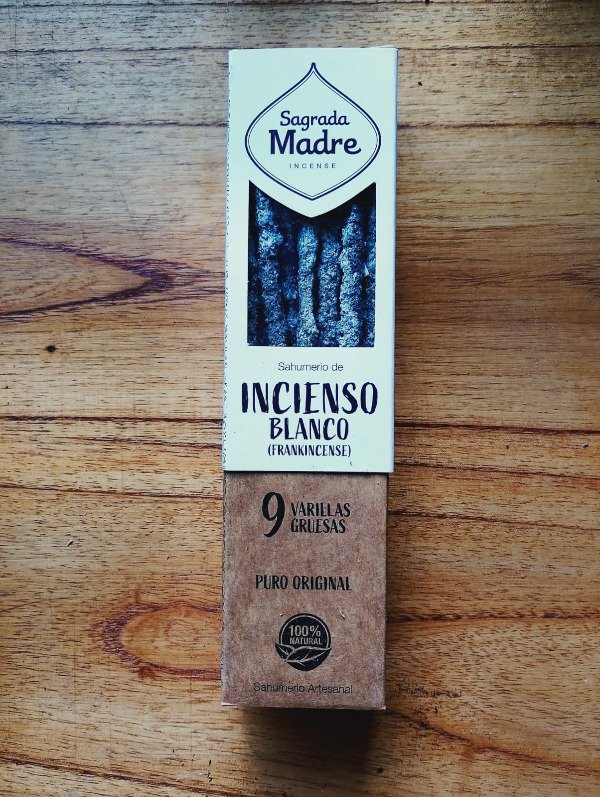 Sagrada
Madre
INCENSE
Sahumerio de
INCIENSO
BLANCO
(FRANKINCENSE)
9 VARILLAS
GRUESAS
PURO ORIGINAL
100%
NATURAL
Sahumerio Artesanal